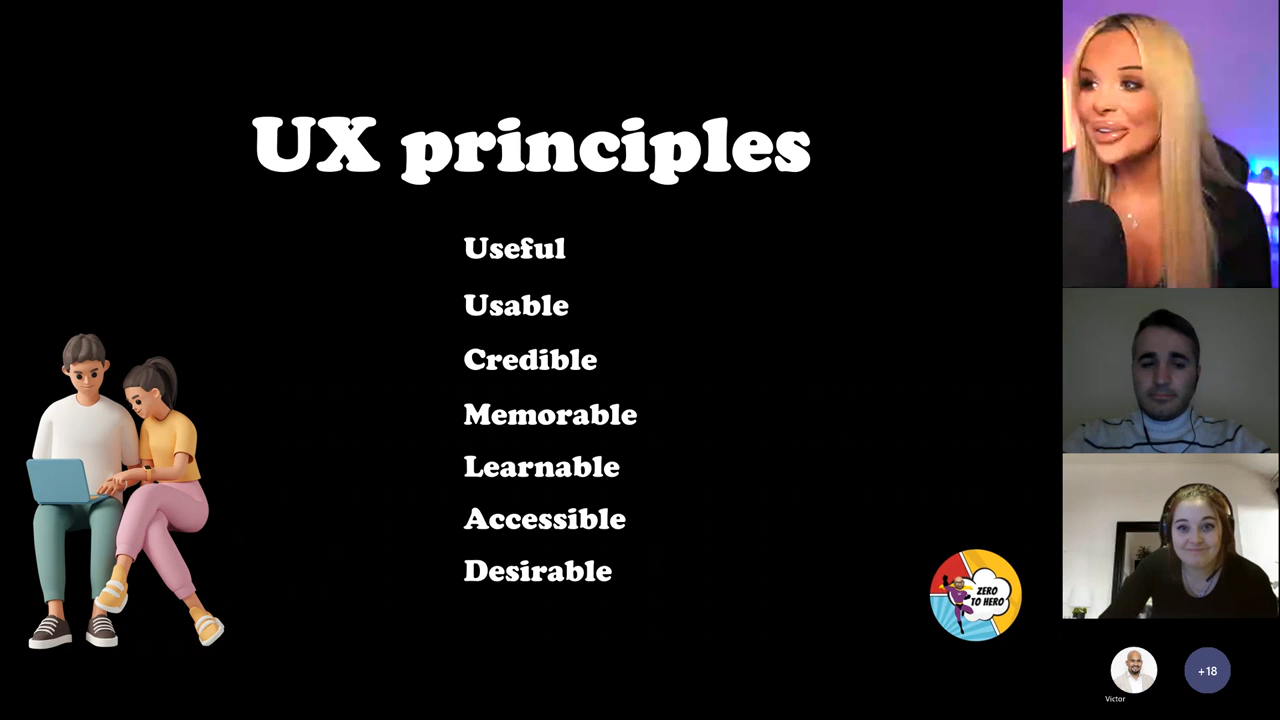 UX principles
Useful
Usable
Credible
Memorable
Learnable
Accessible
Desirable
ZERO
TO HERO
Victor
+18